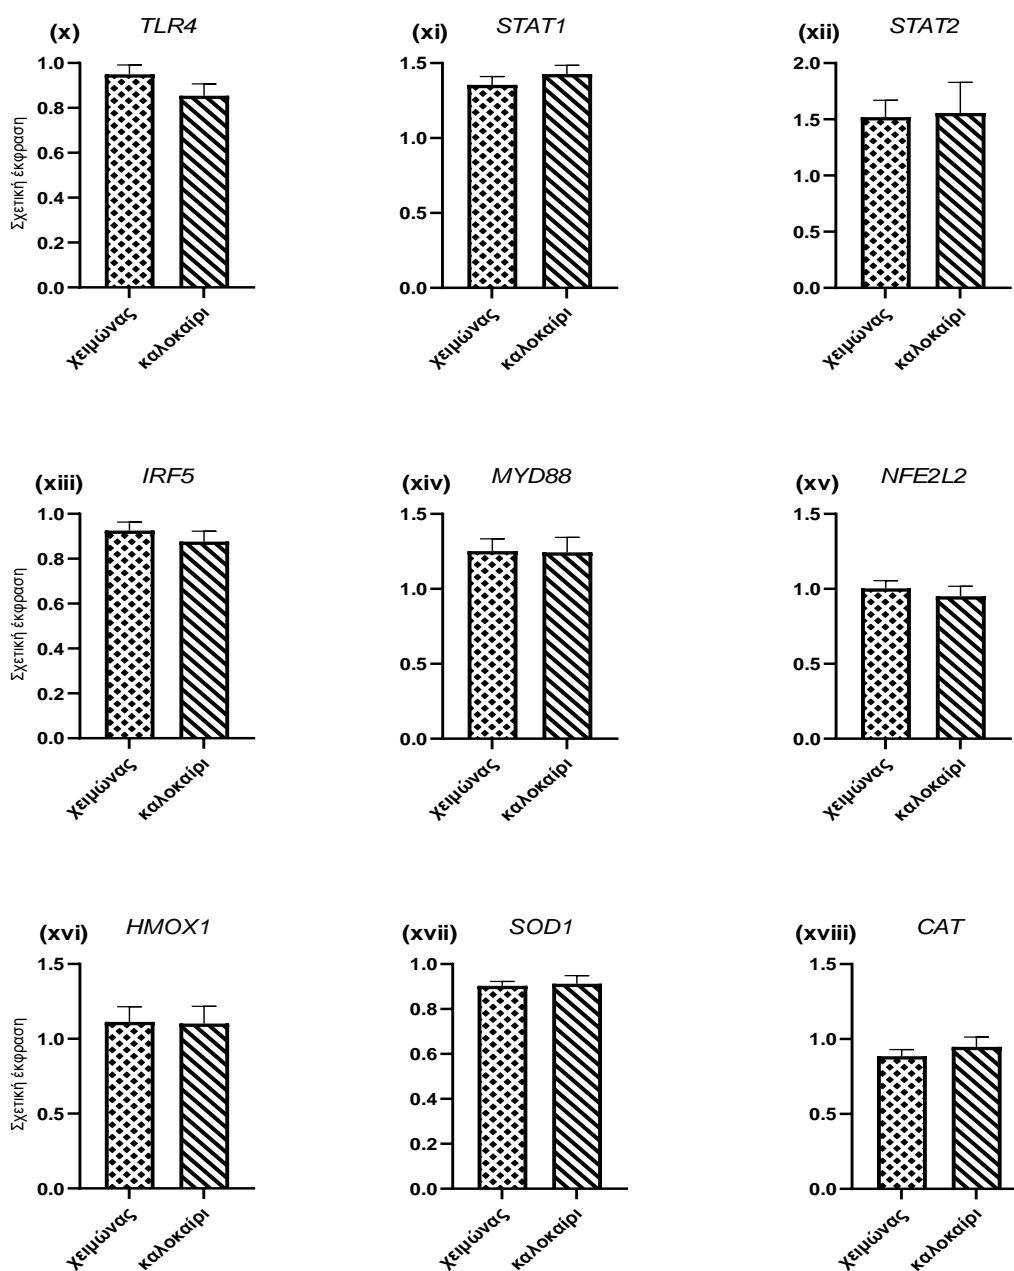 (x) TLR4
1.0
0.8
0.6
0.4
0.2
0.0
Σχετική έκφραση
χειμώνας
καλοκαίρι
(xi) STAT1
1.5
1.0
0.5
0.0
χειμώνας
καλοκαίρι
(xii) STAT2
2.0
1.5
1.0
0.5
0.0
χειμώνας
καλοκαίρι
(xiii) IRF5
1.0
0.8
0.6
0.4
0.2
0.0
Σχετική έκφραση
χειμώνας
καλοκαίρι
(xiv) MYD88
1.5
1.0
0.5
0.0
χειμώνας
καλοκαίρι
(xv) NFE2L2
1.5
1.0
0.5
0.0
χειμώνας
καλοκαίρι
(xvi) HMOX1
1.5
1.0
0.5
0.0
Σχετική έκφραση
χειμώνας
καλοκαίρι
(xvii) SOD1
1.0
0.8
0.6
0.4
0.2
0.0
χειμώνας
καλοκαίρι
(xviii) CAT
1.5
1.0
0.5
0.0
χειμώνας
καλοκαίρι